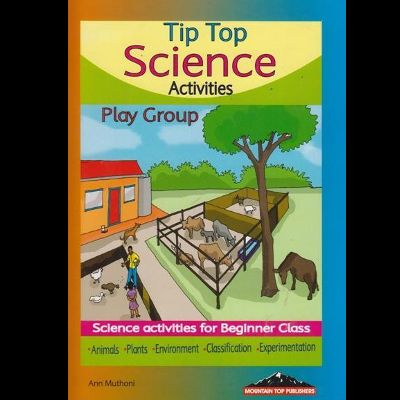 Tip Top
Science
Activities
Play Group
Science activities for Beginner Class
•Animals •Plants •Environment •Classification •Experimentation
Ann Muthoni
MOUNTAIN TOP PUBLISHERS